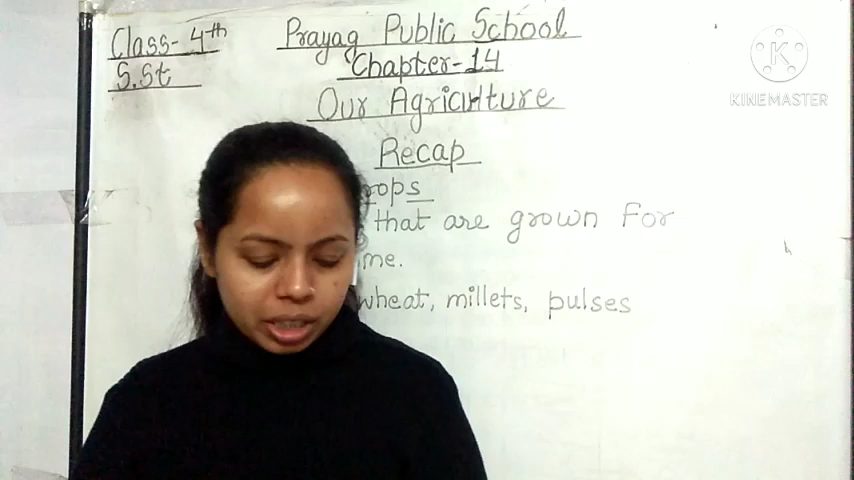 Class-4th
S.St
Prayag Public School
Chapter-14
Our Agriculture
Recap
rops
that are grown for
me.
wheat, millets, pulses
K
KINEMASTER